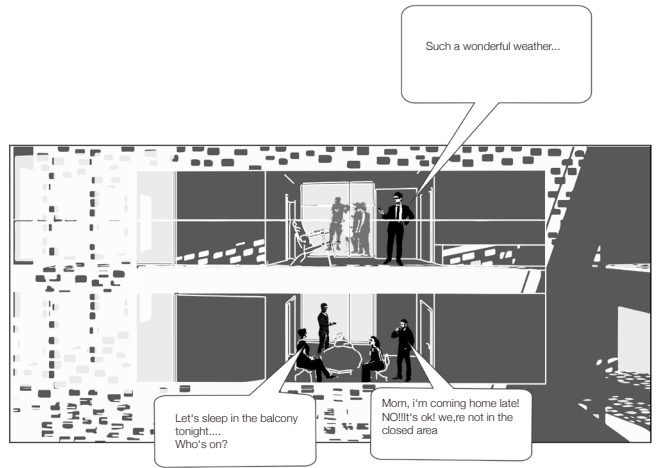 Such a wonderful weather...
Let's sleep in the balcony
tonight....
Who's on?
Mom, i'm coming home late!
NO!!It's ok! we,re not in the
closed area